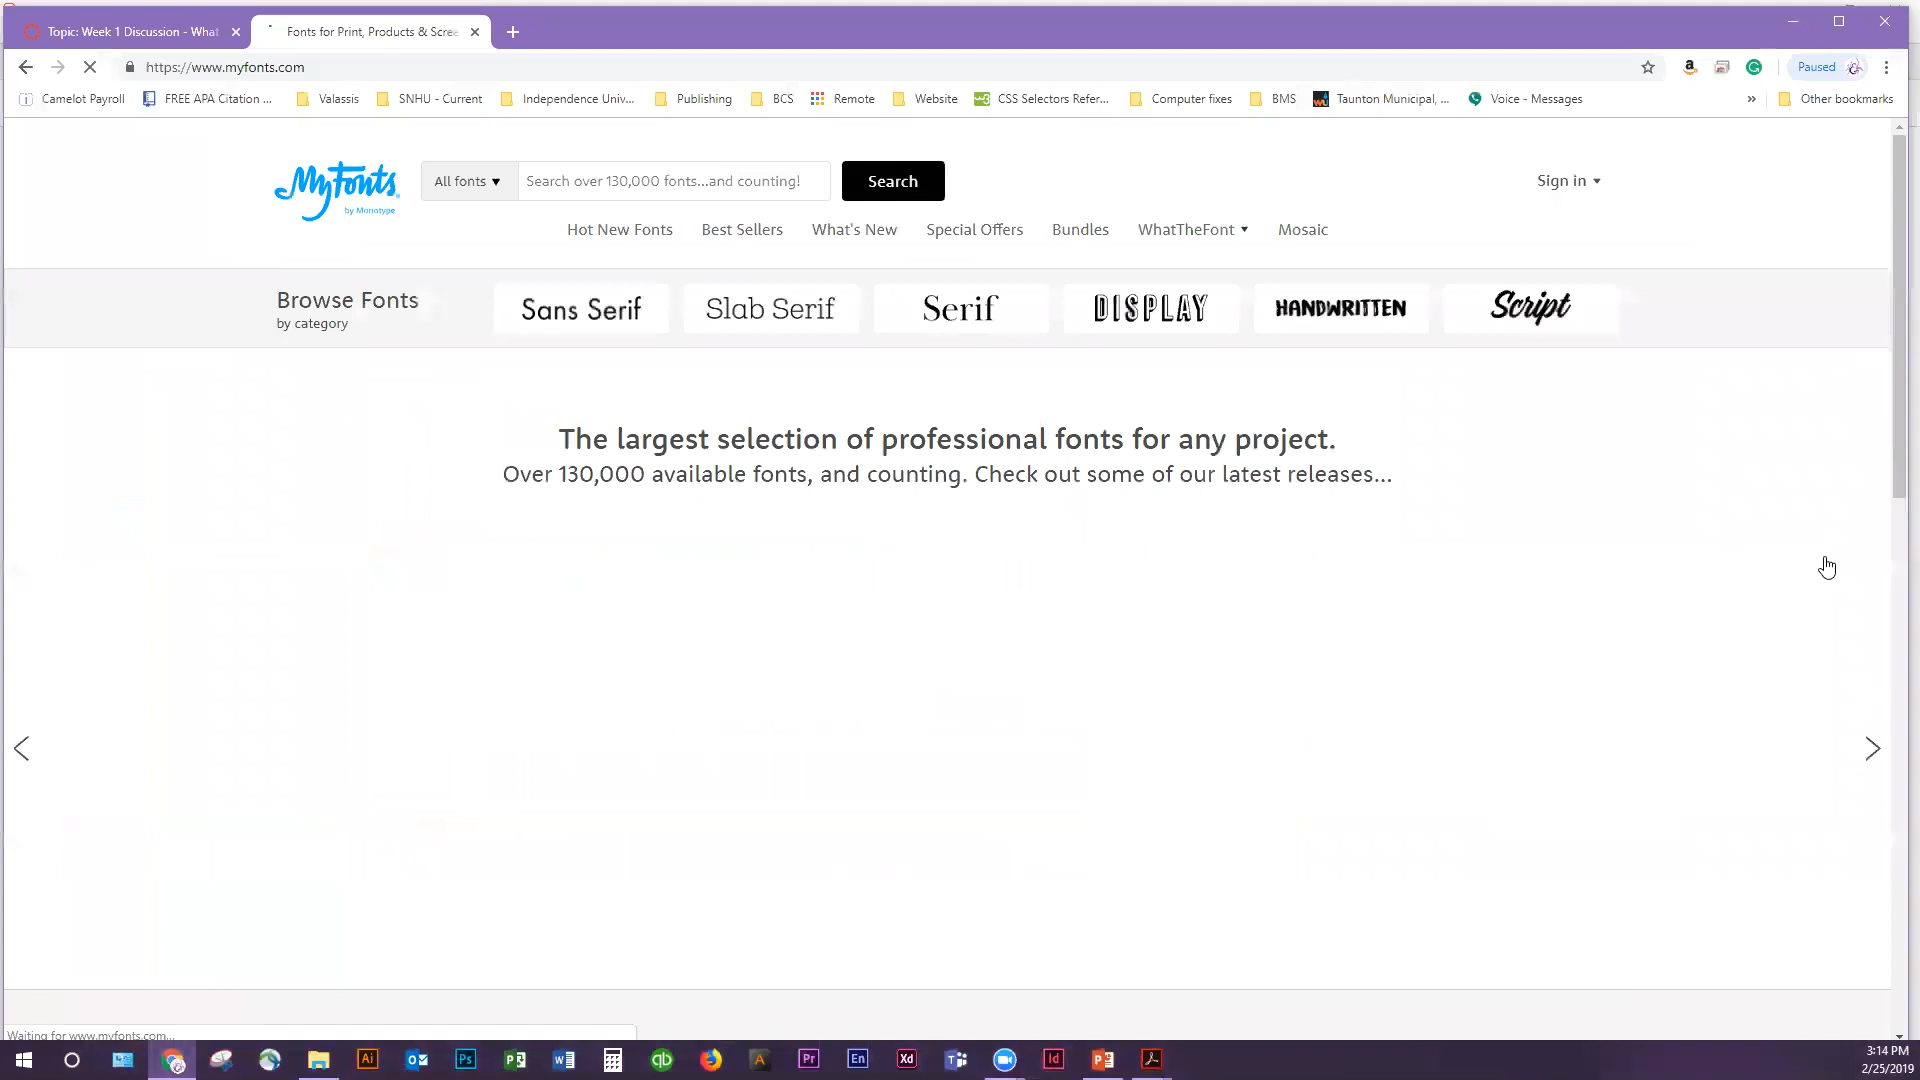 Topic: Week 1 Discussion - What
Fonts for Print, Products & Scree
https://www.myfonts.com
Paused
Camelot Payroll
FREE APA Citation ...
Valassis
SNHU - Current
Independence Univ...
Publishing
BCS
Remote
Website
CSS Selectors Refer...
Computer fixes
BMS
Taunton Municipal, ...
Voice - Messages
»
Other bookmarks
MyFonts
by Monotype
All fonts
Search over 130,000 fonts...and counting!
Search
Sign in
Hot New Fonts
Best Sellers
What's New
Special Offers
Bundles
WhatTheFont
Mosaic
Browse Fonts
by category
Sans Serif
Slab Serif
Serif
DISPLAY
HANDWRITTEN
Script
The largest selection of professional fonts for any project.
Over 130,000 available fonts, and counting. Check out some of our latest releases...
Waiting for www.myfonts.com...
Ai
Ps
Pr
En
Xd
Id
3:14 PM
2/25/2019